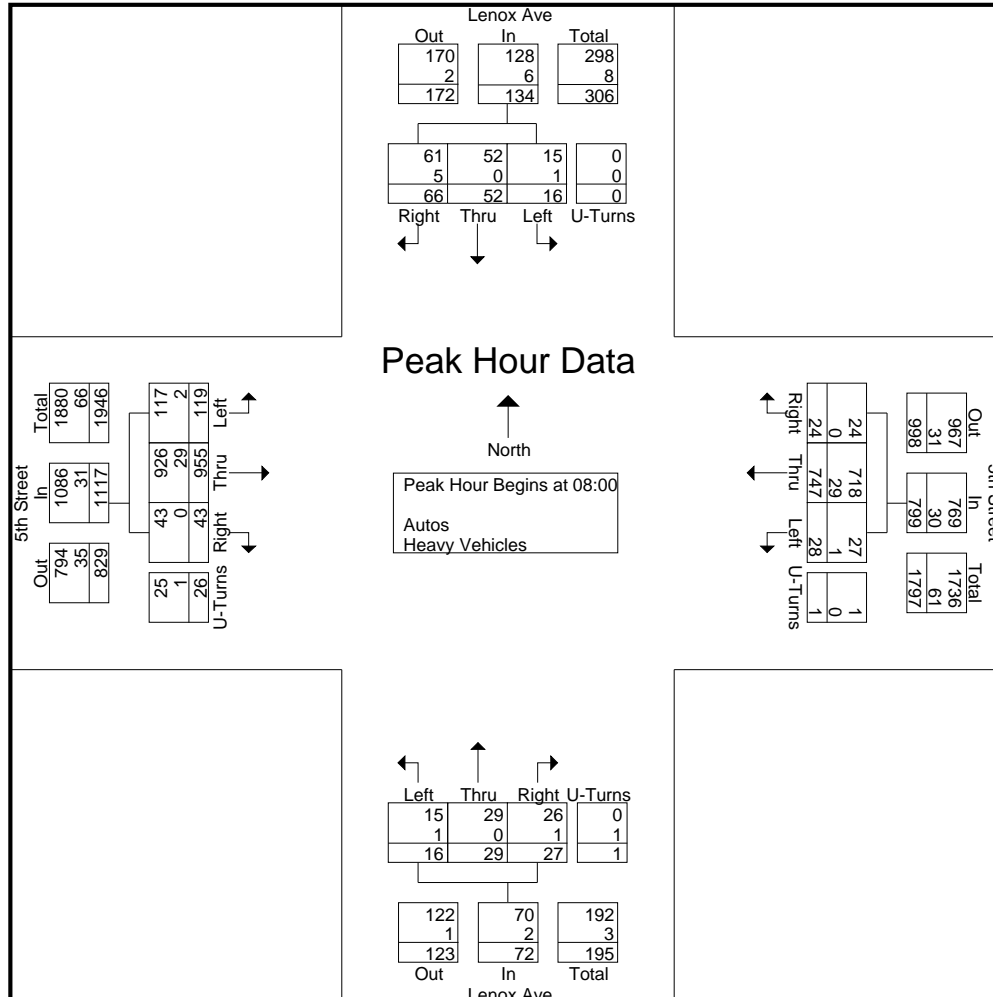 Lenox Ave
Out In Total
170 128 298
2 6 8
172 134 306
61 52 15 0
5 0 1 0
66 52 16 0
Right Thru Left U-Turns
Peak Hour Data
North
Peak Hour Begins at 08:00
Autos
Heavy Vehicles
5th Street
Total In Out
1880 1086 794
66 31 35
1946 1117 829
117 926 43 25
2 29 0 1
119 955 43 26
Left Thru Right U-Turns
Out In Total
967 769 1736
31 30 61
998 799 1797
24 718 27 1
0 29 1 0
24 747 28 1
Right Thru Left U-Turns
Left Thru Right U-Turns
15 29 26 0
1 0 1 1
16 29 27 1
122 70 192
1 2 3
123 72 195
Out In Total
Lenox Ave